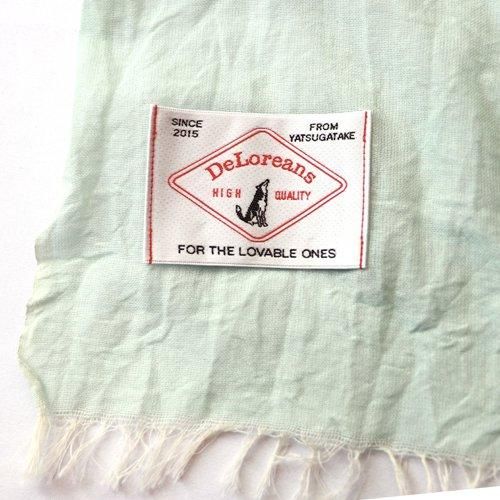 SINCE
2015
FROM
YATSUGATAKE
DeLoreans
HIGH QUALITY
FOR THE LOVABLE ONES